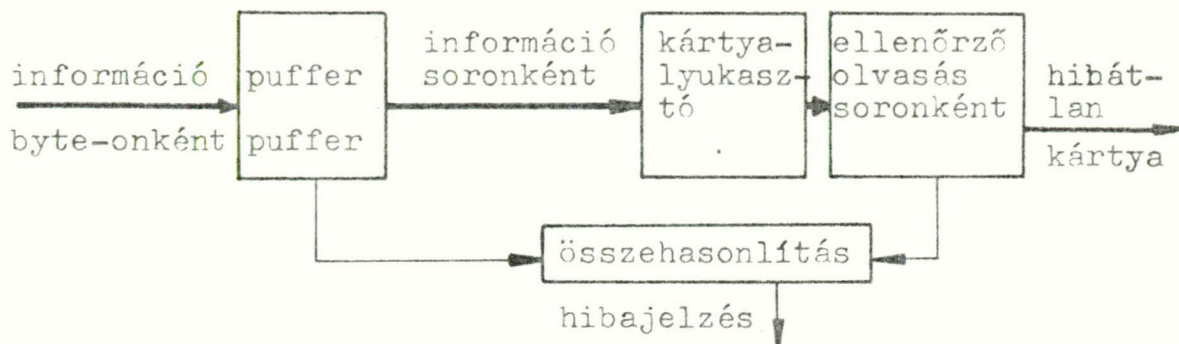 információ
byte-onként
puffer
puffer
információ
soronként
kártya-
lyukasz-
tó
ellenőrző
olvasás
soronként
hibát-
lan
kártya
összehasonlítás
hibajelzés